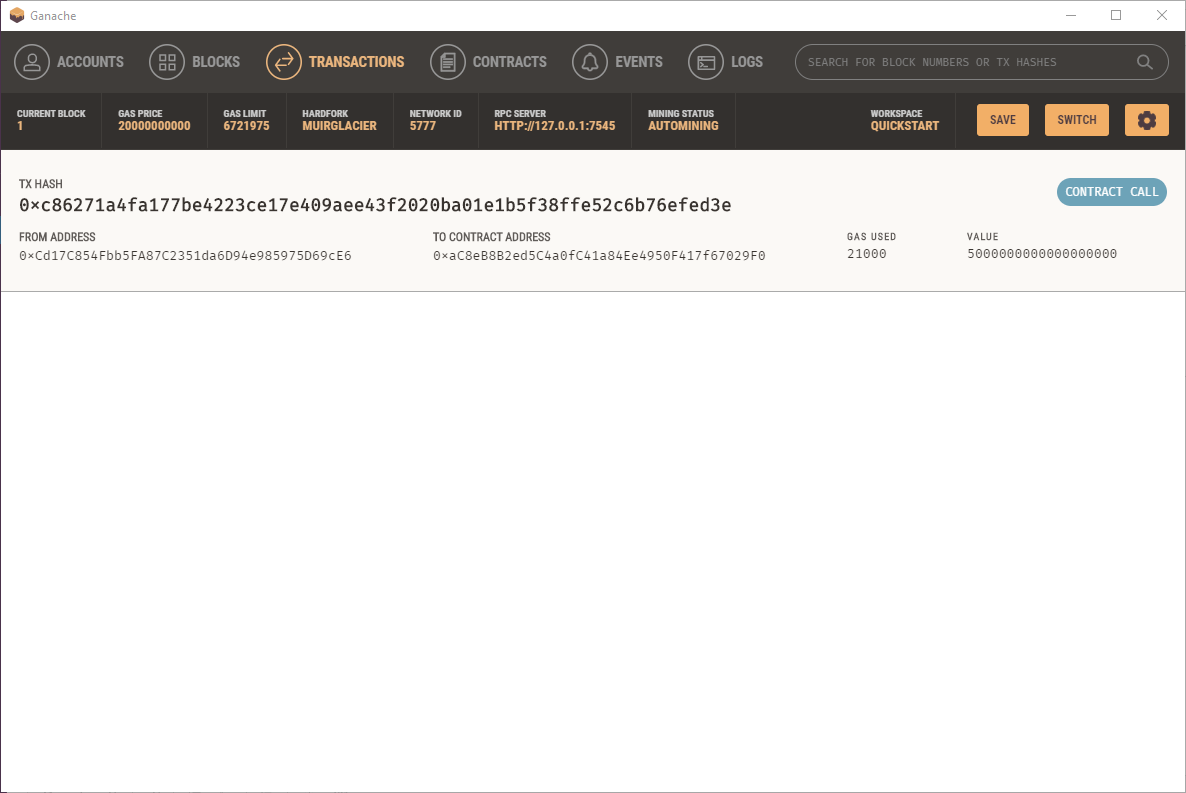 Ganache
ACCOUNTS BLOCKS TRANSACTIONS CONTRACTS EVENTS LOGS SEARCH FOR BLOCK NUMBERS OR TX HASHES
CURRENT BLOCK GAS PRICE GAS LIMIT HARDFORK NETWORK ID RPC SERVER MINING STATUS WORKSPACE
1 20000000000 6721975 MUIRGLACIER 5777 HTTP://127.0.0.1:7545 AUTOMINING QUICKSTART SAVE SWITCH
TX HASH
0×c86271a4fa177be4223ce17e409aee43f2020ba01e1b5f38ffe52c6b76efed3e CONTRACT CALL
FROM ADDRESS TO CONTRACT ADDRESS GAS USED VALUE
0×Cd17C854Fbb5FA87C2351da6D94e985975D69cE6 0×aC8eB8B2ed5C4a0fC41a84Ee4950F417f67029F0 21000 5000000000000000000